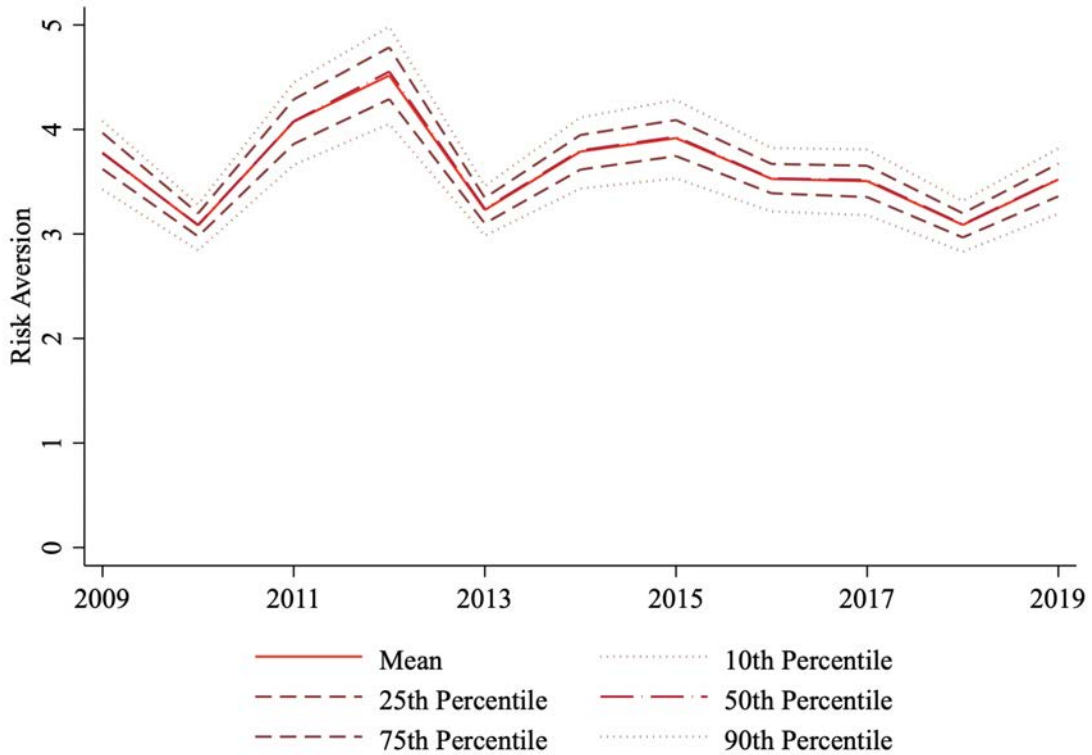 Risk Aversion
5
4
3
2
1
0
2009 2011 2013 2015 2017 2019
Mean 10th Percentile
25th Percentile 50th Percentile
75th Percentile 90th Percentile